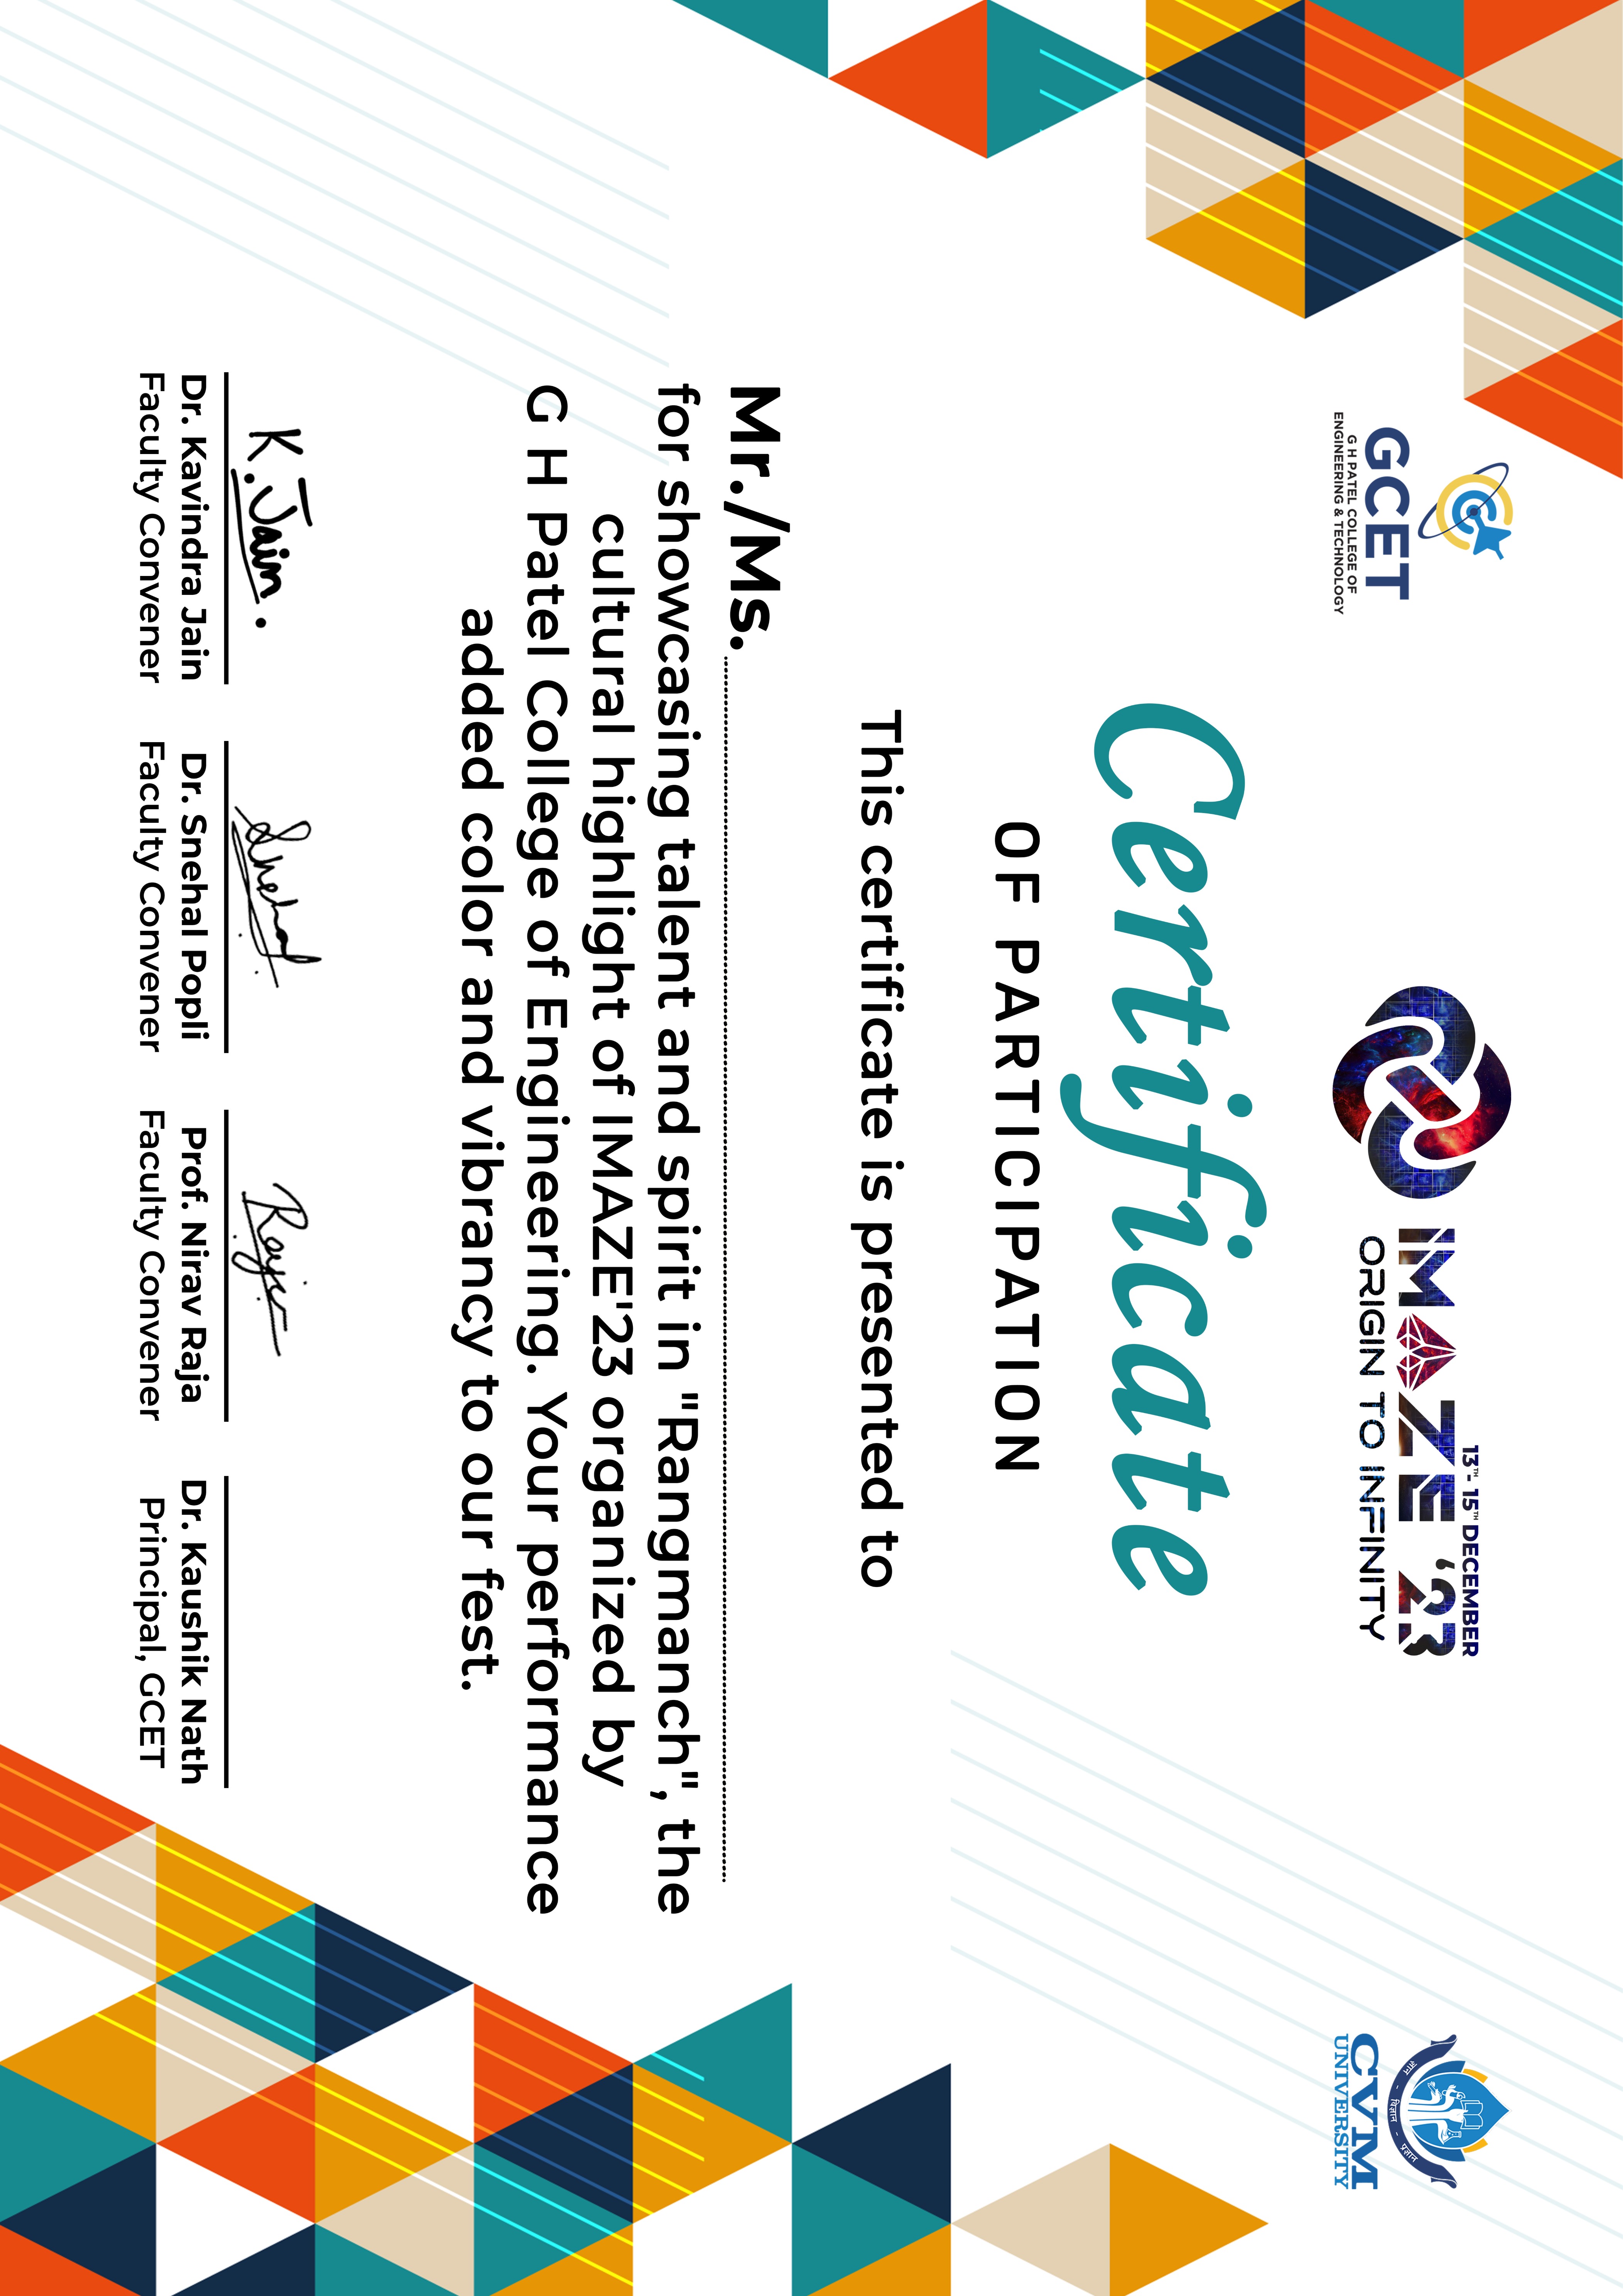 GCET
G H PATEL COLLEGE OF
ENGINEERING & TECHNOLOGY
13TH - 15TH DECEMBER
IMAZE '23
ORIGIN TO INFINITY
CVM
UNIVERSITY
Certificate
OF PARTICIPATION
This certificate is presented to
Mr./Ms.
for showcasing talent and spirit in "Rangmanch", the
cultural highlight of IMAZE'23 organized by
G H Patel College of Engineering. Your performance
added color and vibrancy to our fest.
K. Jain.
Snehal
Raja
Dr. Kavindra Jain
Faculty Convener
Dr. Snehal Popli
Faculty Convener
Prof. Nirav Raja
Faculty Convener
Dr. Kaushik Nath
Principal, GCET